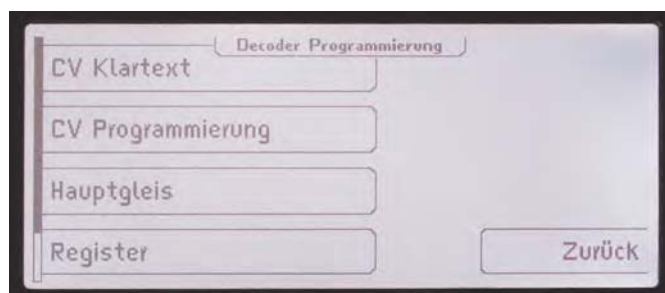 Decoder Programmierung
CV Klartext
CV Programmierung
Hauptgleis
Register
Zurück